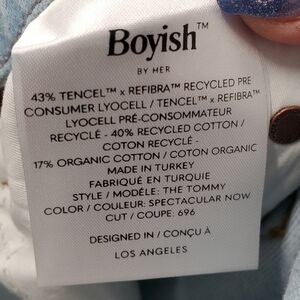 Boyish™
BY HER
43% TENCEL™ x REFIBRA™ RECYCLED PRE
CONSUMER LYOCELL / TENCEL™ x REFIBRA™
LYOCELL PRÉ-CONSOMMATEUR
RECYCLÉ - 40% RECYCLED COTTON /
COTON RECYCLÉ -
17% ORGANIC COTTON / COTON ORGANIC
MADE IN TURKEY
FABRIQUÉ EN TURQUIE
STYLE / MODÈLE: THE TOMMY
COLOR / COULEUR: SPECTACULAR NOW
CUT / COUPE: 696
DESIGNED IN / CONÇU À
LOS ANGELES